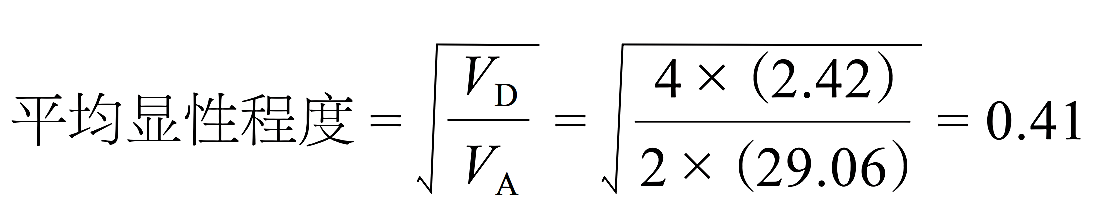 平均显性程度 = √(V_D / V_A) = √(4 × (2.42) / 2 × (29.06)) = 0.41